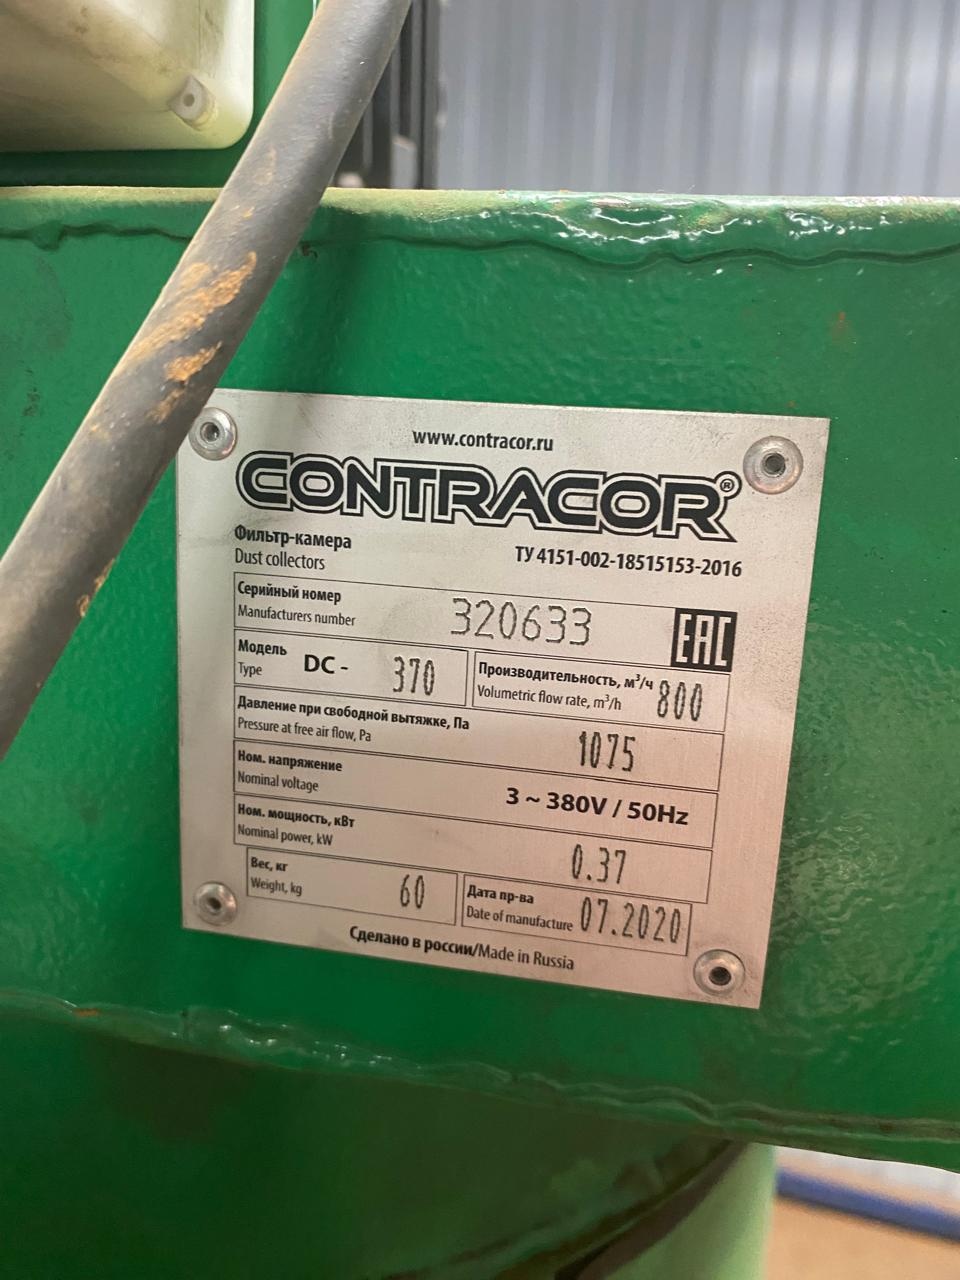 www.contracor.ru
CONTRACOR®
Фильтр-камера
Dust collectors
ТУ 4151-002-18515153-2016
Серийный номер
Manufacturers number
320633
EAC
Модель
Type
DC - 370
Производительность, м³/ч
Volumetric flow rate, m³/h
800
Давление при свободной вытяжке, Па
Pressure at free air flow, Pa
1075
Ном. напряжение
Nominal voltage
3 ~ 380V / 50Hz
Ном. мощность, кВт
Nominal power, kW
0.37
Вес, кг
Weight, kg
60
Дата пр-ва
Date of manufacture
07.2020
Сделано в россии/Made in Russia